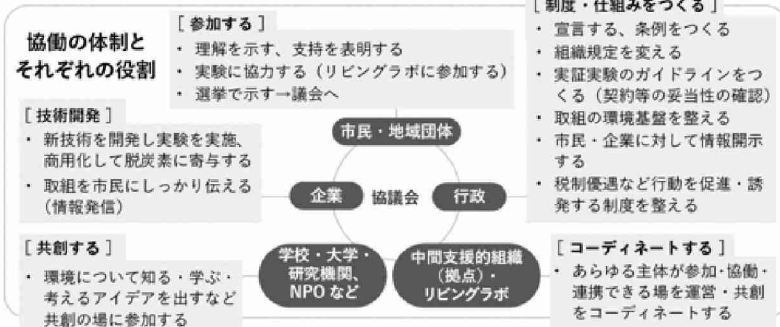 協働の体制と
それぞれの役割
［ 参加する ］
・ 理解を示す、支持を表明する
・ 実験に協力する（リビングラボに参加する）
・ 選挙で示す→議会へ
［ 制度・仕組みをつくる ］
・ 宣言する、条例をつくる
・ 組織規定を変える
・ 実証実験のガイドラインをつ
くる（契約等の妥当性の確認）
・ 取組の環境基盤を整える
・ 市民・企業に対して情報開示
する
・ 税制優遇など行動を促進・誘
発する制度を整える
［ 技術開発 ］
・ 新技術を開発し実験を実施、
商用化して脱炭素に寄与する
・ 取組を市民にしっかり伝える
（情報発信）
市民・地域団体
企業
協議会
行政
学校・大学・
研究機関、
NPO など
中間支援的組織
（拠点）・
リビングラボ
［ 共創する ］
・ 環境について知る・学ぶ・
考えるアイデアを出すなど
共創の場に参加する
［ コーディネートする ］
・ あらゆる主体が参加・協働・
連携できる場を運営・共創
をコーディネートする